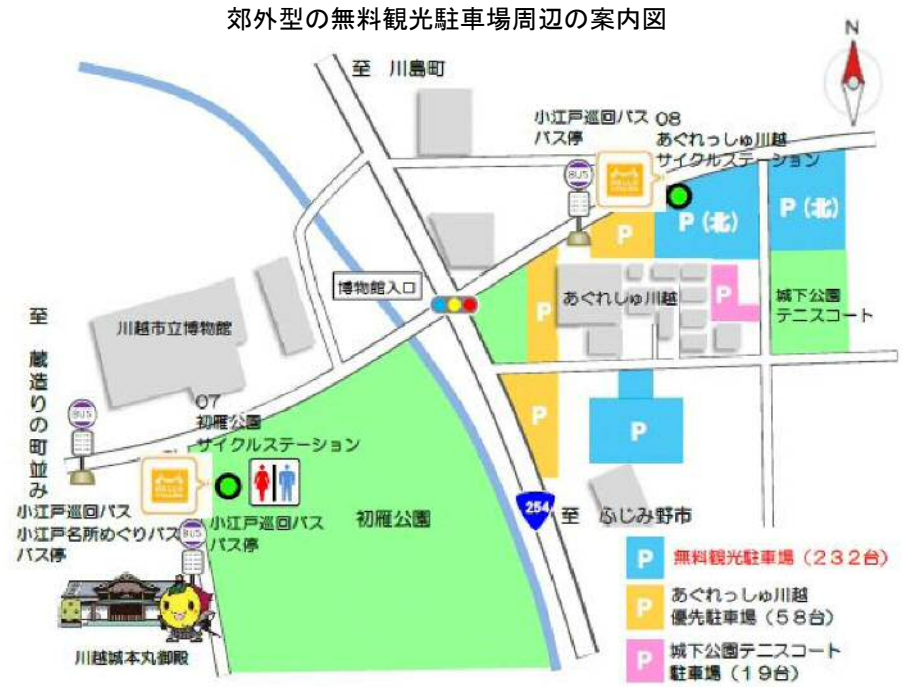 郊外型の無料観光駐車場周辺の案内図
N
至 川島町
小江戸巡回バス
バス停
08
あぐれっしゅ川越
サイクルステーション
BUS
P(北)
P(北)
P
博物館入口
P
あぐれしゅ川越
P
城下公園
テニスコート
川越市立博物館
至 蔵造りの町並み
BUS
07
初雁公園
サイクルステーション
P
P
小江戸巡回バス
小江戸名所めぐりバス
バス停
BUS
小江戸巡回バス
バス停
初雁公園
254
至 ふじみ野市
P 無料観光駐車場(232台)
P あぐれっしゅ川越
優先駐車場(58台)
P 城下公園テニスコート
駐車場(19台)
川越城本丸御殿